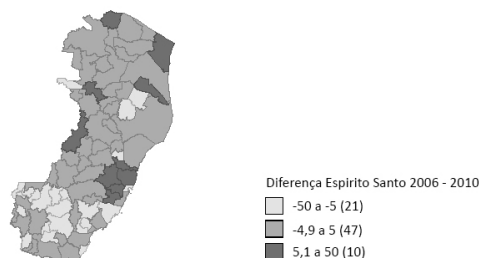 Diferença Espirito Santo 2006 - 2010
-50 a -5 (21)
-4,9 a 5 (47)
5,1 a 50 (10)